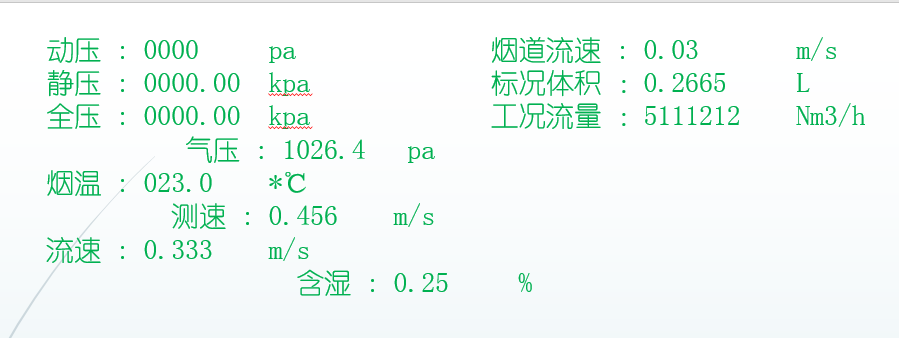 动压 : 0000 pa 烟道流速 : 0.03 m/s
静压 : 0000.00 kpa 标况体积 : 0.2665 L
全压 : 0000.00 kpa 工况流量 : 5111212 Nm3/h
气压 : 1026.4 pa
烟温 : 023.0 *℃
测速 : 0.456 m/s
流速 : 0.333 m/s
含湿 : 0.25 %